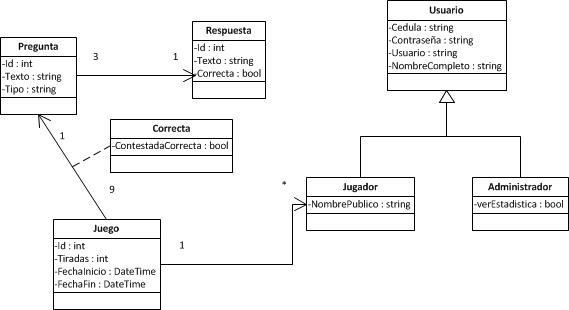 Usuario
-Cedula : string
-Contraseña : string
-Usuario : string
-NombreCompleto : string
Respuesta
-Id : int
-Texto : string
-Correcta : bool
Pregunta
-Id : int
-Texto : string
-Tipo : string
3
1
1
Correcta
-ContestadaCorrecta : bool
9
*
Jugador
-NombrePublico : string
Administrador
-verEstadistica : bool
Juego
-Id : int
-Tiradas : int
-FechaInicio : DateTime
-FechaFin : DateTime
1